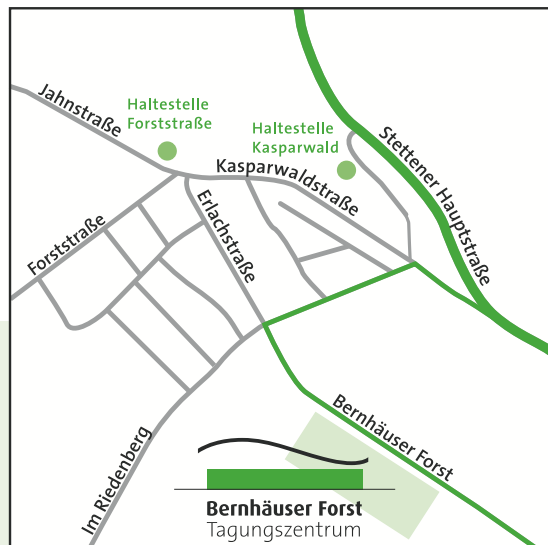 Jahnstraße
Haltestelle
Forststraße
Haltestelle
Kasparwald
Stettener Hauptstraße
Kasparwaldstraße
Erlachstraße
Forststraße
Bernhäuser Forst
Im Riedenberg
Bernhäuser Forst
Tagungszentrum